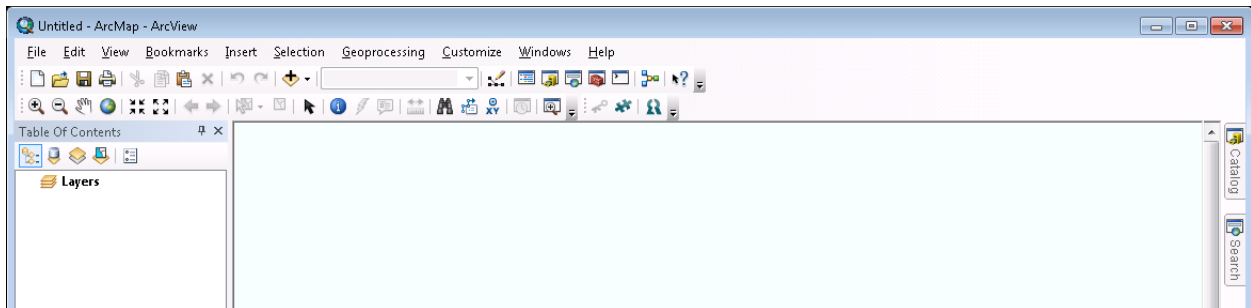 Untitled - ArcMap - ArcView
File Edit View Bookmarks Insert Selection Geoprocessing Customize Windows Help
Table Of Contents
Layers
Catalog
Search